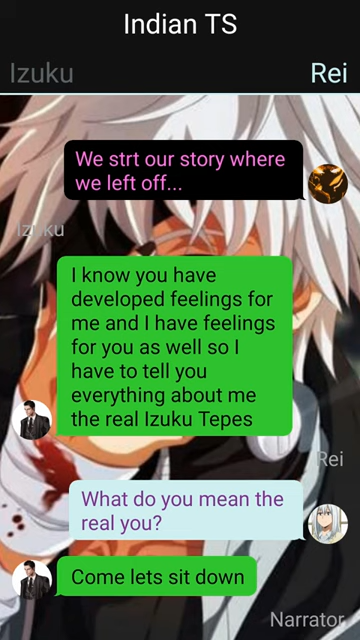 Indian TS
Izuku
Rei
We strt our story where
we left off...
Izuku
I know you have
developed feelings for
me and I have feelings
for you as well so I
have to tell you
everything about me
the real Izuku Tepes
Rei
What do you mean the
real you?
Come lets sit down
Narrator